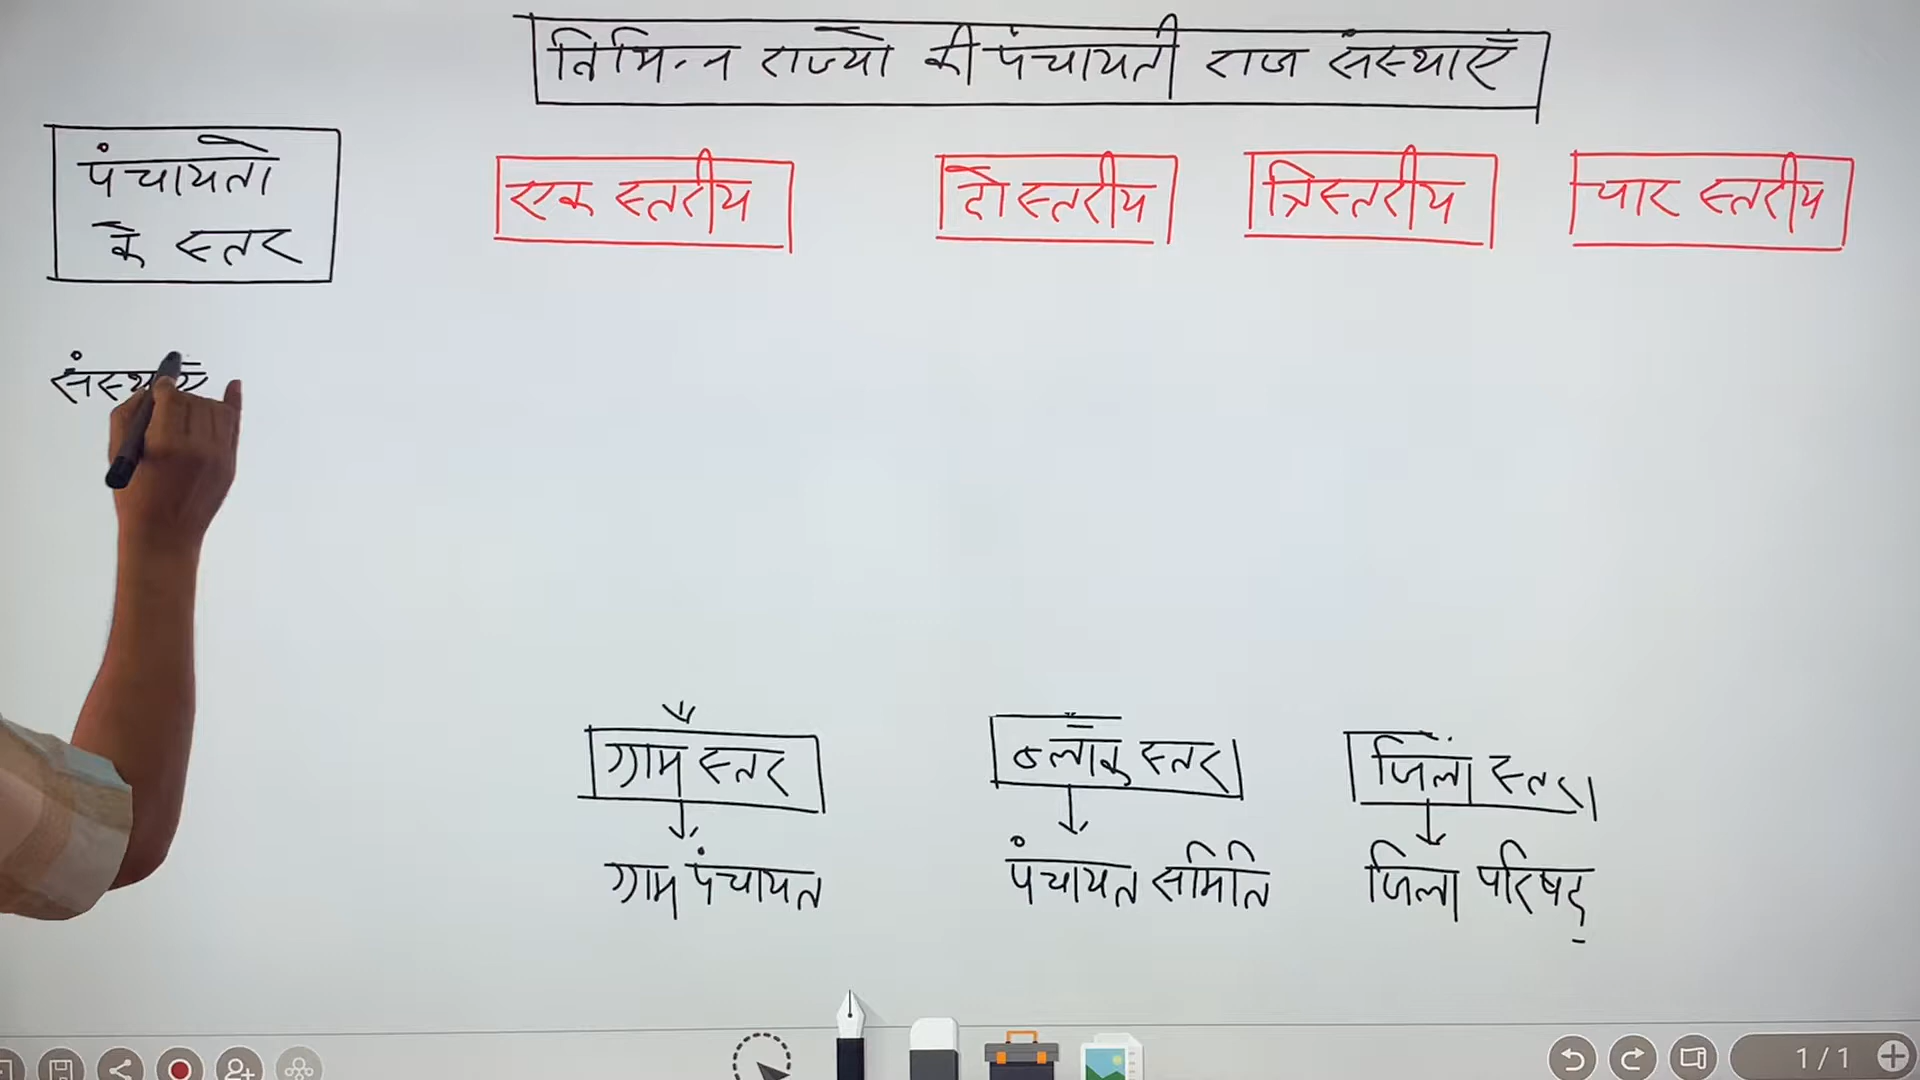 विभिन्न राज्यो की पंचायती राज संस्थाएँ
पंचायतो
के स्तर
एक स्तरीय
दो स्तरीय
त्रिस्तरीय
चार स्तरीय
संस्थाएँ
ग्राम स्तर
ब्लॉक स्तर
जिला स्तर
ग्राम पंचायत
पंचायत समिति
जिला परिषद्
1/1